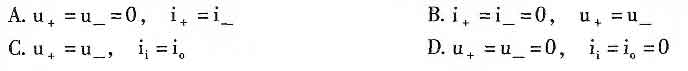 A. u₊ = u₋ = 0, i₊ = i₋ B. i₊ = i₋ = 0, u₊ = u₋
C. u₊ = u₋, iᵢ = iₒ D. u₊ = u₋ = 0, iᵢ = iₒ = 0